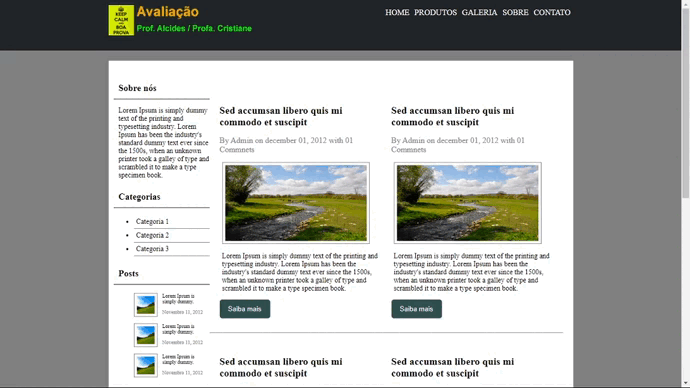 KEEP
CALM
AND
BOA
PROVA
Avaliação
Prof. Alcides / Profa. Cristiane
HOME PRODUTOS GALERIA SOBRE CONTATO
Sobre nós
Lorem Ipsum is simply dummy
text of the printing and
typesetting industry. Lorem
Ipsum has been the industry's
standard dummy text ever since
the 1500s, when an unknown
printer took a galley of type and
scrambled it to make a type
specimen book.
Categorias
Categoria 1
Categoria 2
Categoria 3
Posts
Lorem Ipsum is
simply dummy.
Novembro 11, 2012
Lorem Ipsum is
simply dummy.
Novembro 11, 2012
Lorem Ipsum is
simply dummy.
Novembro 11, 2012
Sed accumsan libero quis mi
commodo et suscipit
By Admin on december 01, 2012 with 01
Commnets
Lorem Ipsum is simply dummy text of the printing and
typesetting industry. Lorem Ipsum has been the
industry's standard dummy text ever since the 1500s,
when an unknown printer took a galley of type and
scrambled it to make a type specimen book.
Saiba mais
Sed accumsan libero quis mi
commodo et suscipit
By Admin on december 01, 2012 with 01
Commnets
Lorem Ipsum is simply dummy text of the printing and
typesetting industry. Lorem Ipsum has been the
industry's standard dummy text ever since the 1500s,
when an unknown printer took a galley of type and
scrambled it to make a type specimen book.
Saiba mais
Sed accumsan libero quis mi
commodo et suscipit
Sed accumsan libero quis mi
commodo et suscipit